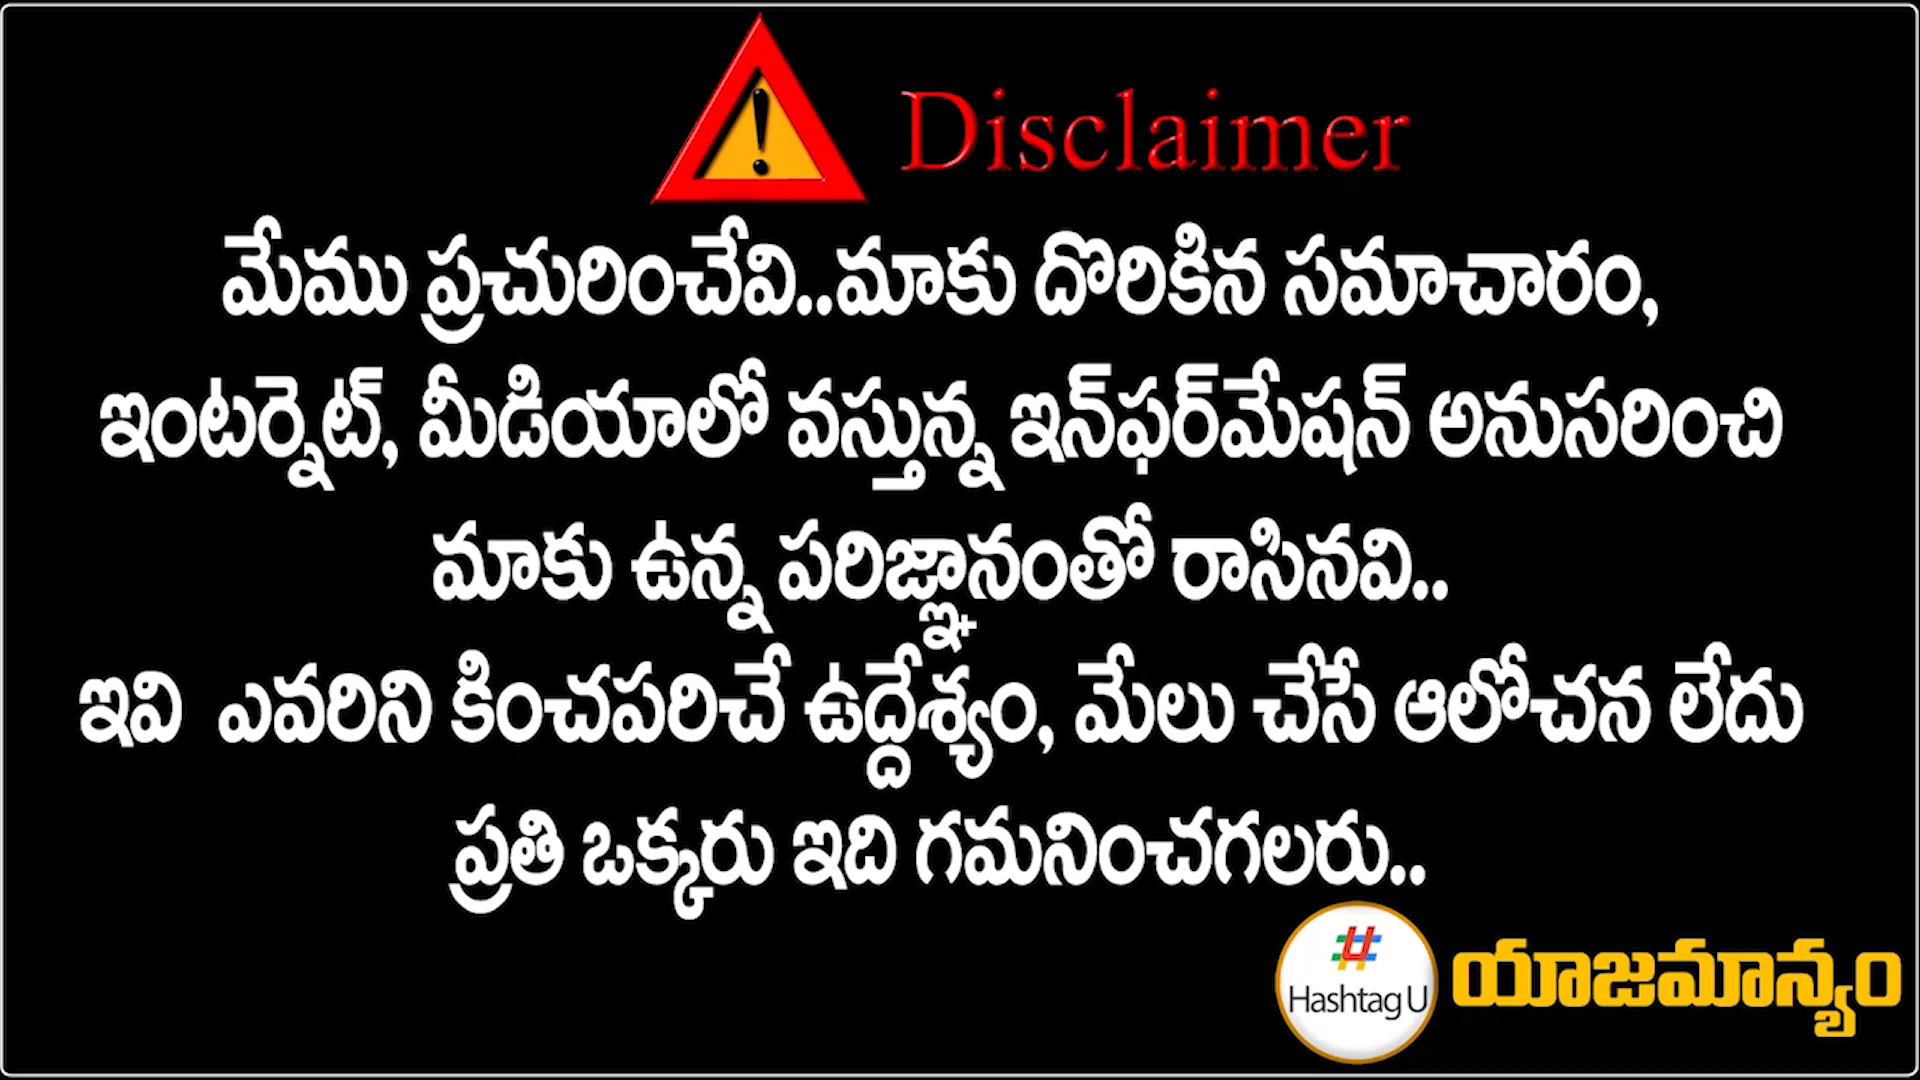 Disclaimer
మేము ప్రచురించేవి..మాకు దొరికిన సమాచారం,
ఇంటర్నెట్, మీడియాలో వస్తున్న ఇన్‌ఫర్‌మేషన్ అనుసరించి
మాకు ఉన్న పరిజ్ఞానంతో రాసినవి..
ఇవి ఎవరిని కించపరిచే ఉద్దేశ్యం, మేలు చేసే ఆలోచన లేదు
ప్రతి ఒక్కరు ఇది గమనించగలరు..
Hashtag U
యాజమాన్యం